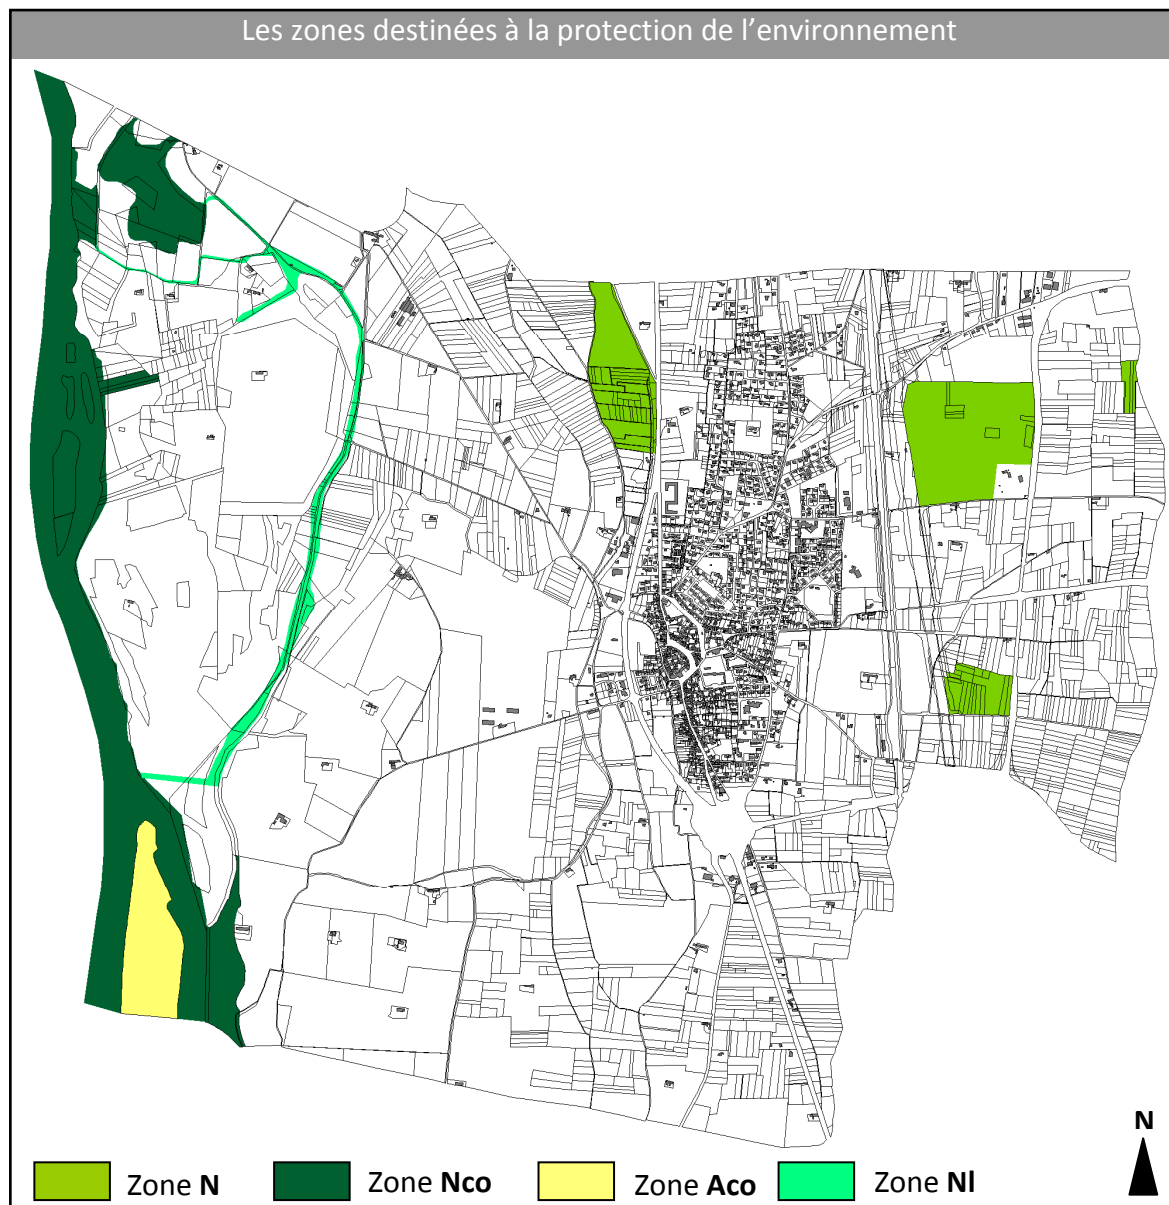 Les zones destinées à la protection de l’environnement
N
Zone N
Zone Nco
Zone Aco
Zone Nl